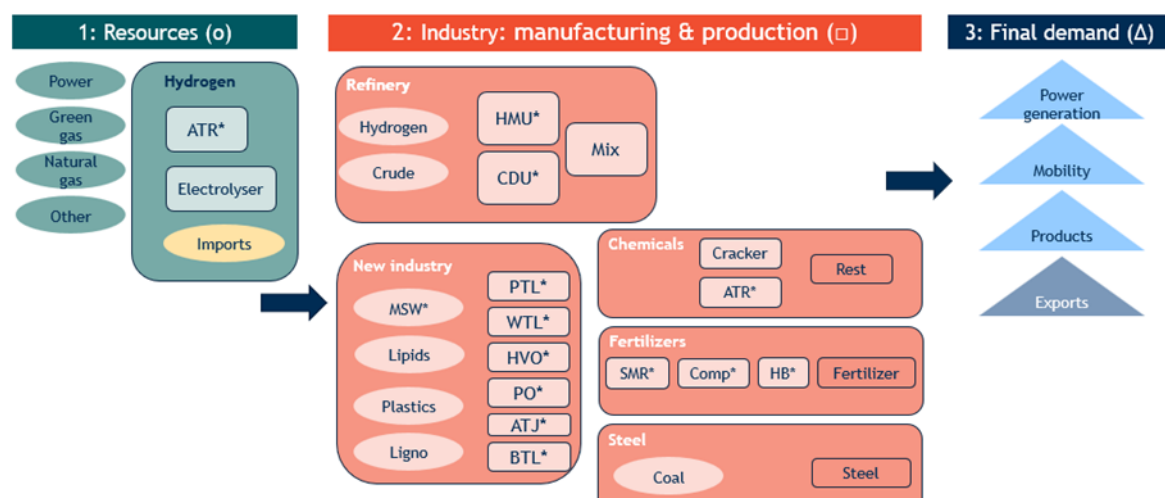 1: Resources (o)
2: Industry: manufacturing & production (□)
3: Final demand (Δ)
Power
Green
gas
Natural
gas
Other
Hydrogen
ATR*
Electrolyser
Imports
Refinery
Hydrogen
Crude
HMU*
CDU*
Mix
New industry
MSW*
Lipids
Plastics
Ligno
PTL*
WTL*
HVO*
PO*
ATJ*
BTL*
Chemicals
Cracker
ATR*
Rest
Fertilizers
SMR*
Comp*
HB*
Fertilizer
Steel
Coal
Steel
Power
generation
Mobility
Products
Exports